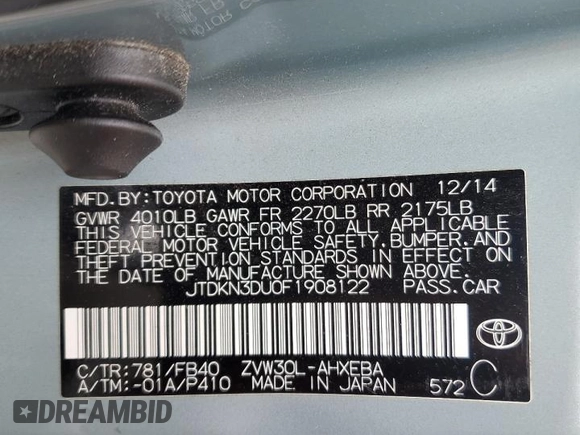 MFD.BY:TOYOTA MOTOR CORPORATION 12/14
GVWR 4010LB GAWR FR 2270LB RR 2175LB
THIS VEHICLE CONFORMS TO ALL APPLICABLE
FEDERAL MOTOR VEHICLE SAFETY,BUMPER,AND
THEFT PREVENTION STANDARDS IN EFFECT ON
THE DATE OF MANUFACTURE SHOWN ABOVE.
JTDKN3DU0F1908122 PASS.CAR
C/TR:781/FB40 ZVW30L-AHXEBA C
A/TM:-01A/P410 MADE IN JAPAN 572
TOYOTA
DREAMBID